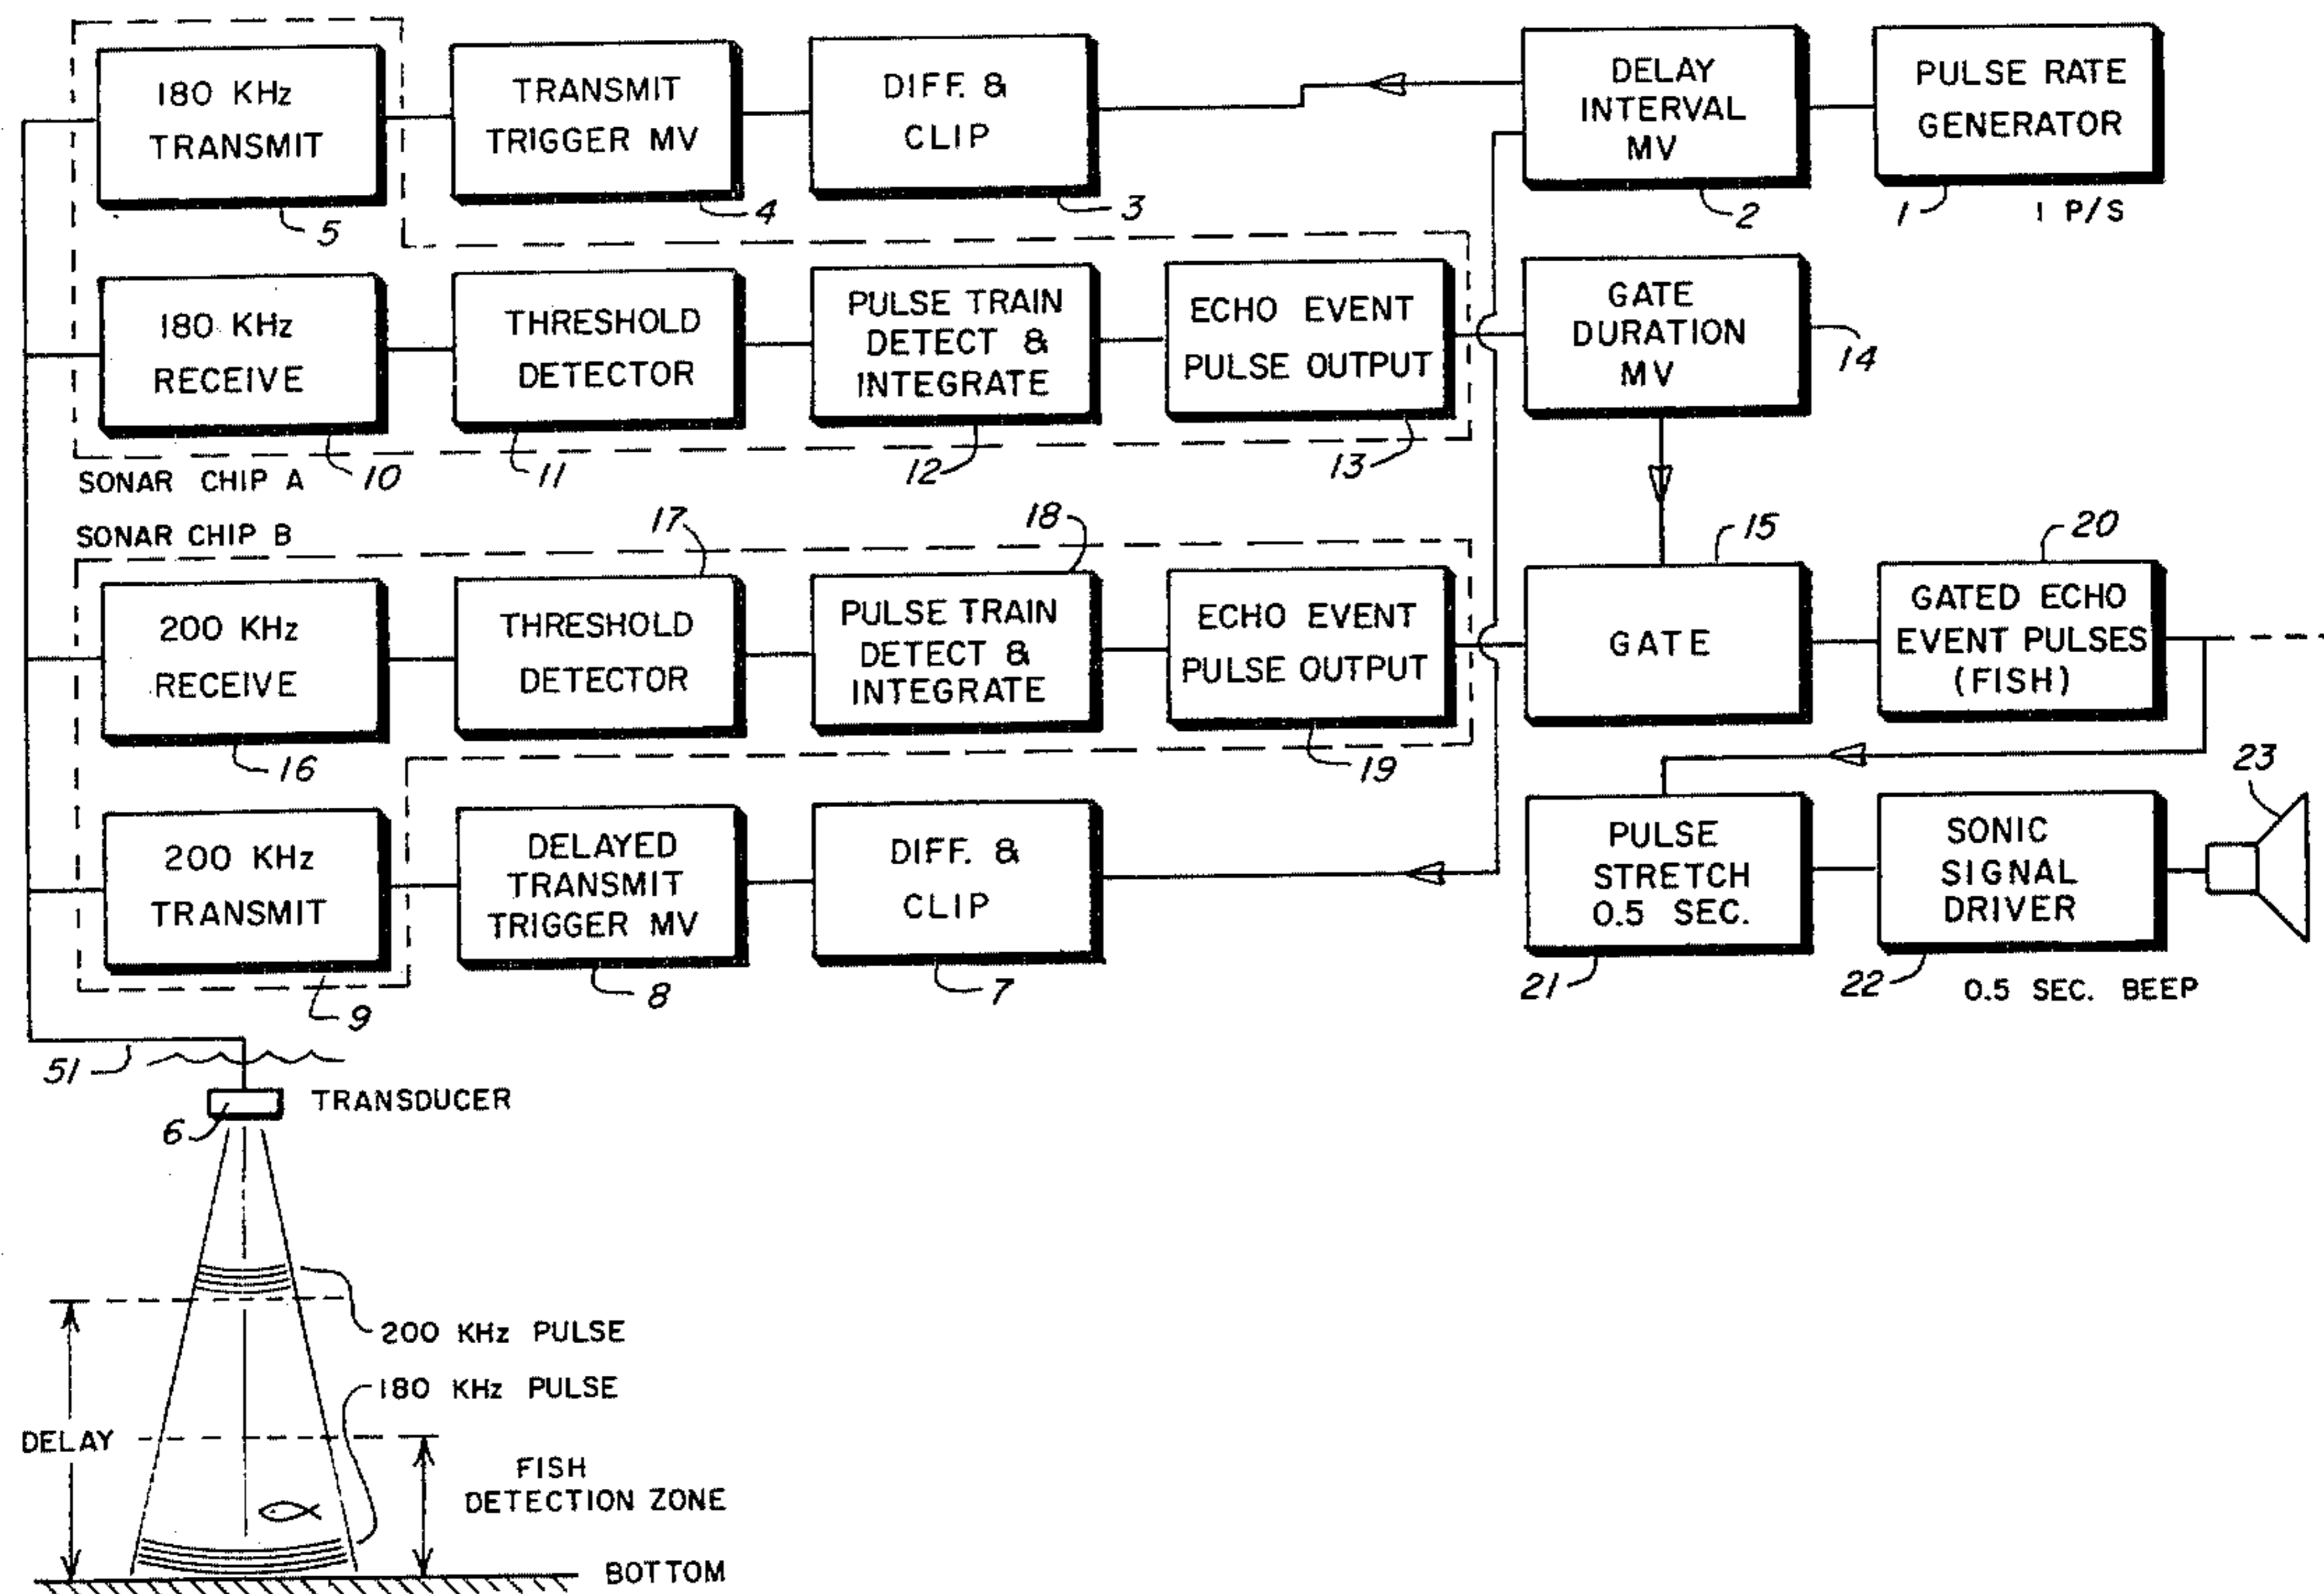 180 KHz
TRANSMIT
5
TRANSMIT
TRIGGER MV
4
DIFF. &
CLIP
3
DELAY
INTERVAL
MV
2
PULSE RATE
GENERATOR
1
1 P/S
180 KHz
RECEIVE
10
THRESHOLD
DETECTOR
11
PULSE TRAIN
DETECT &
INTEGRATE
12
ECHO EVENT
PULSE OUTPUT
13
GATE
DURATION
MV
14
SONAR CHIP A
SONAR CHIP B
200 KHz
RECEIVE
16
17
THRESHOLD
DETECTOR
18
PULSE TRAIN
DETECT &
INTEGRATE
ECHO EVENT
PULSE OUTPUT
19
15
GATE
20
GATED ECHO
EVENT PULSES
(FISH)
200 KHz
TRANSMIT
9
DELAYED
TRANSMIT
TRIGGER MV
8
DIFF. &
CLIP
7
PULSE
STRETCH
0.5 SEC.
21
SONIC
SIGNAL
DRIVER
22
0.5 SEC. BEEP
23
51
TRANSDUCER
6
200 KHz PULSE
180 KHz PULSE
DELAY
FISH
DETECTION ZONE
BOTTOM